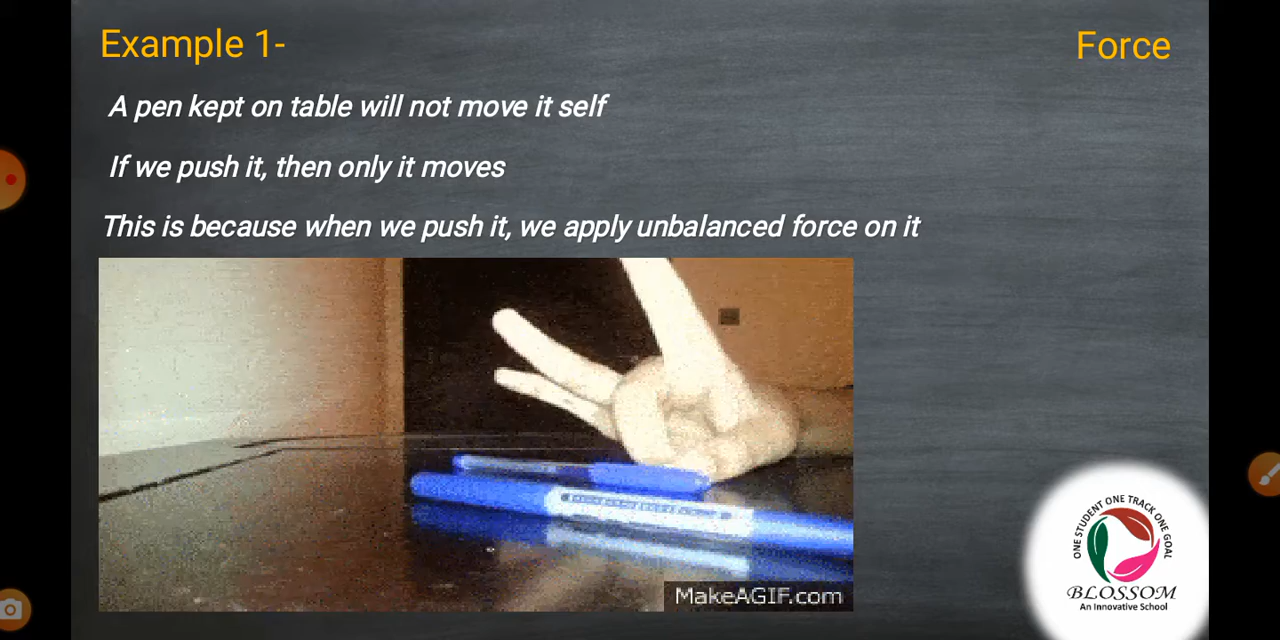 Example 1-
Force
A pen kept on table will not move it self
If we push it, then only it moves
This is because when we push it, we apply unbalanced force on it
MakeAGIF.com
ONE STUDENT ONE TRACK ONE GOAL
BLOSSOM
An Innovative School